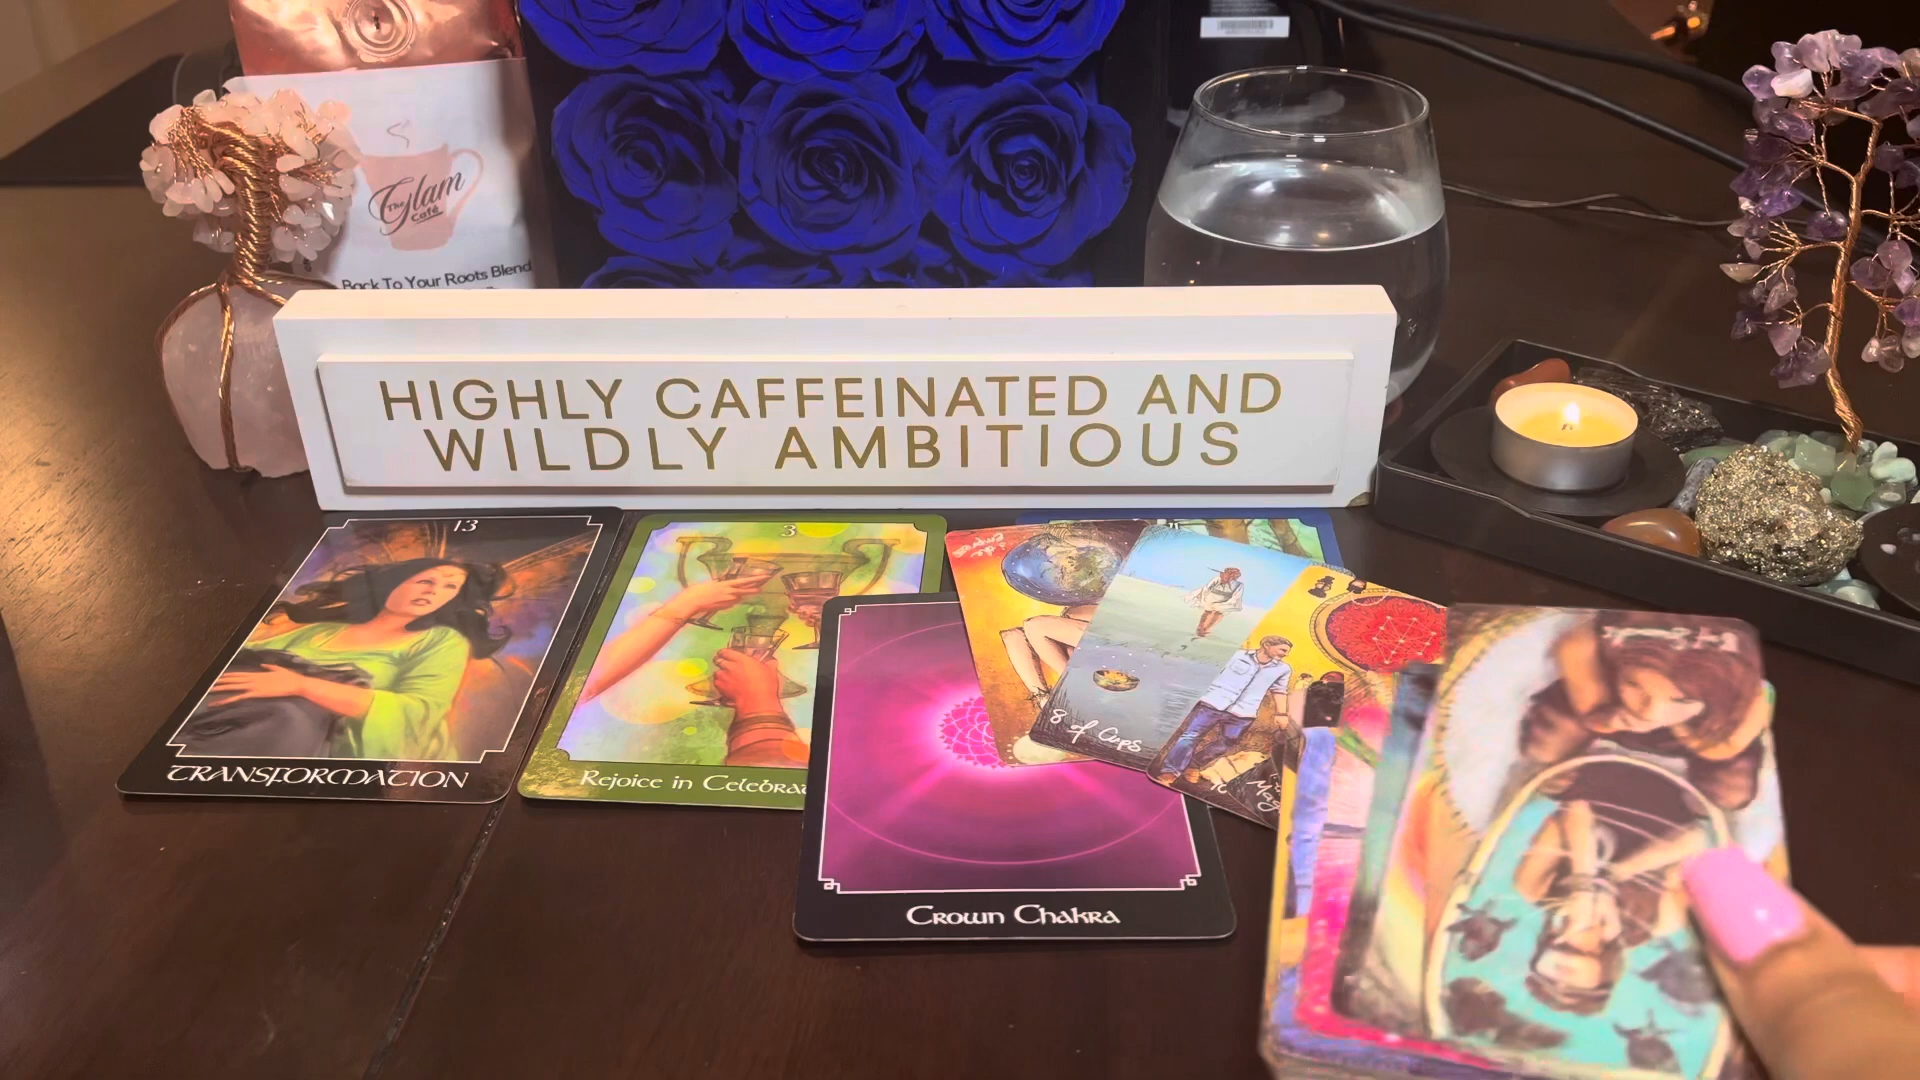 The
Glam
Café
Back To Your Roots Blend
HIGHLY CAFFEINATED AND
WILDLY AMBITIOUS
13
TRANSFORMATION
3
Rejoice in
Crown Chakra
8 of Cups